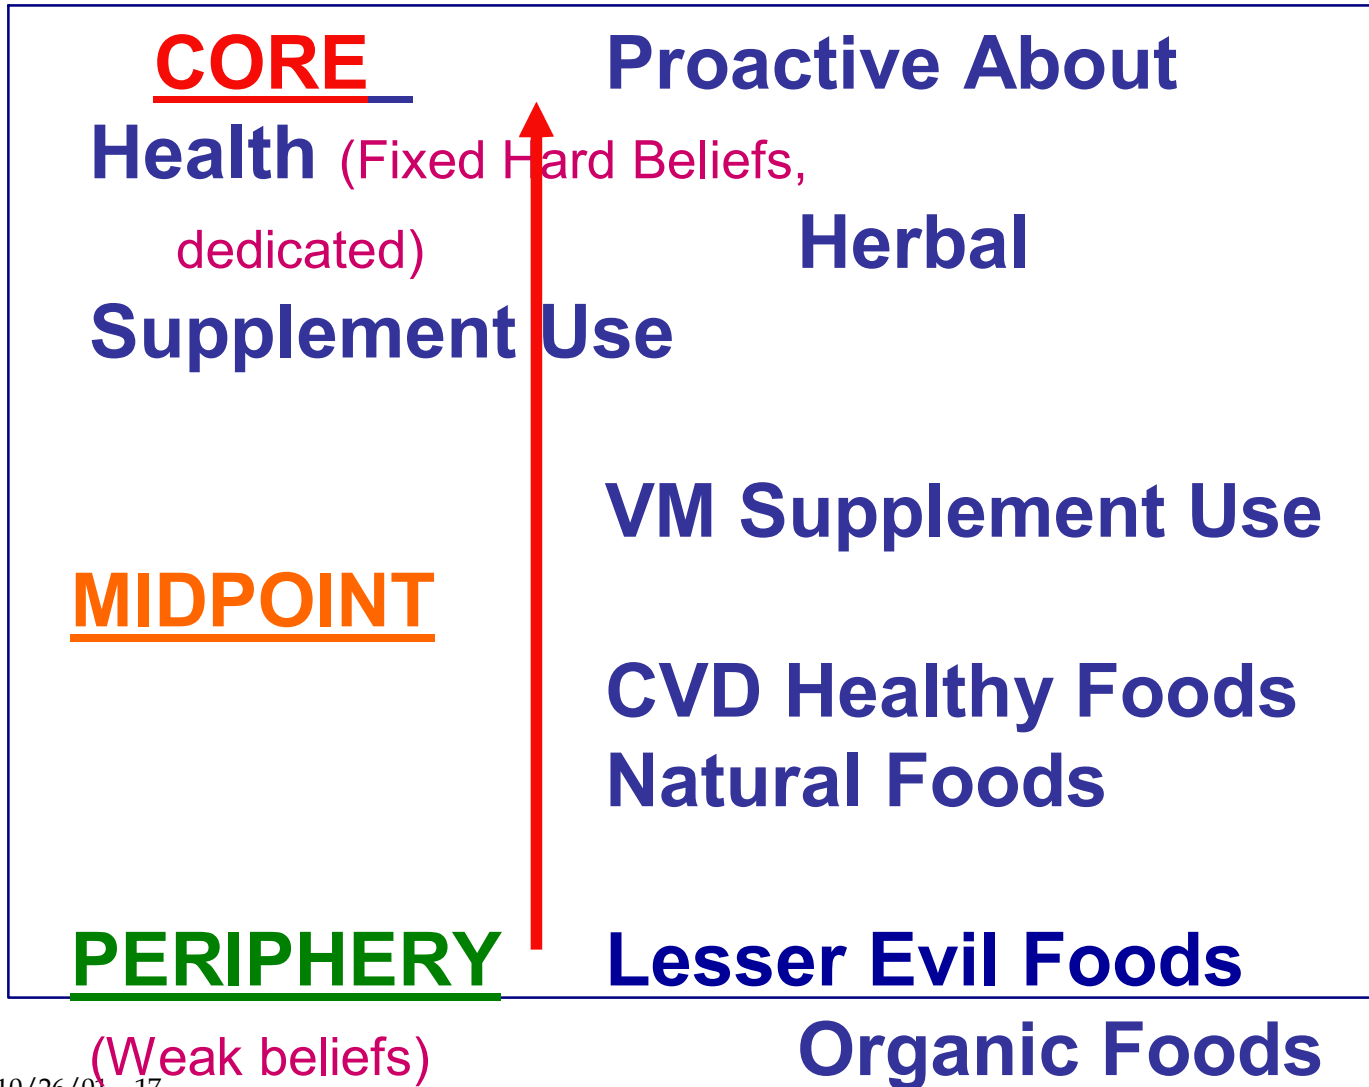 CORE Proactive About
Health (Fixed Hard Beliefs,
dedicated) Herbal
Supplement Use
VM Supplement Use
MIDPOINT
CVD Healthy Foods
Natural Foods
PERIPHERY Lesser Evil Foods
(Weak beliefs) Organic Foods
17